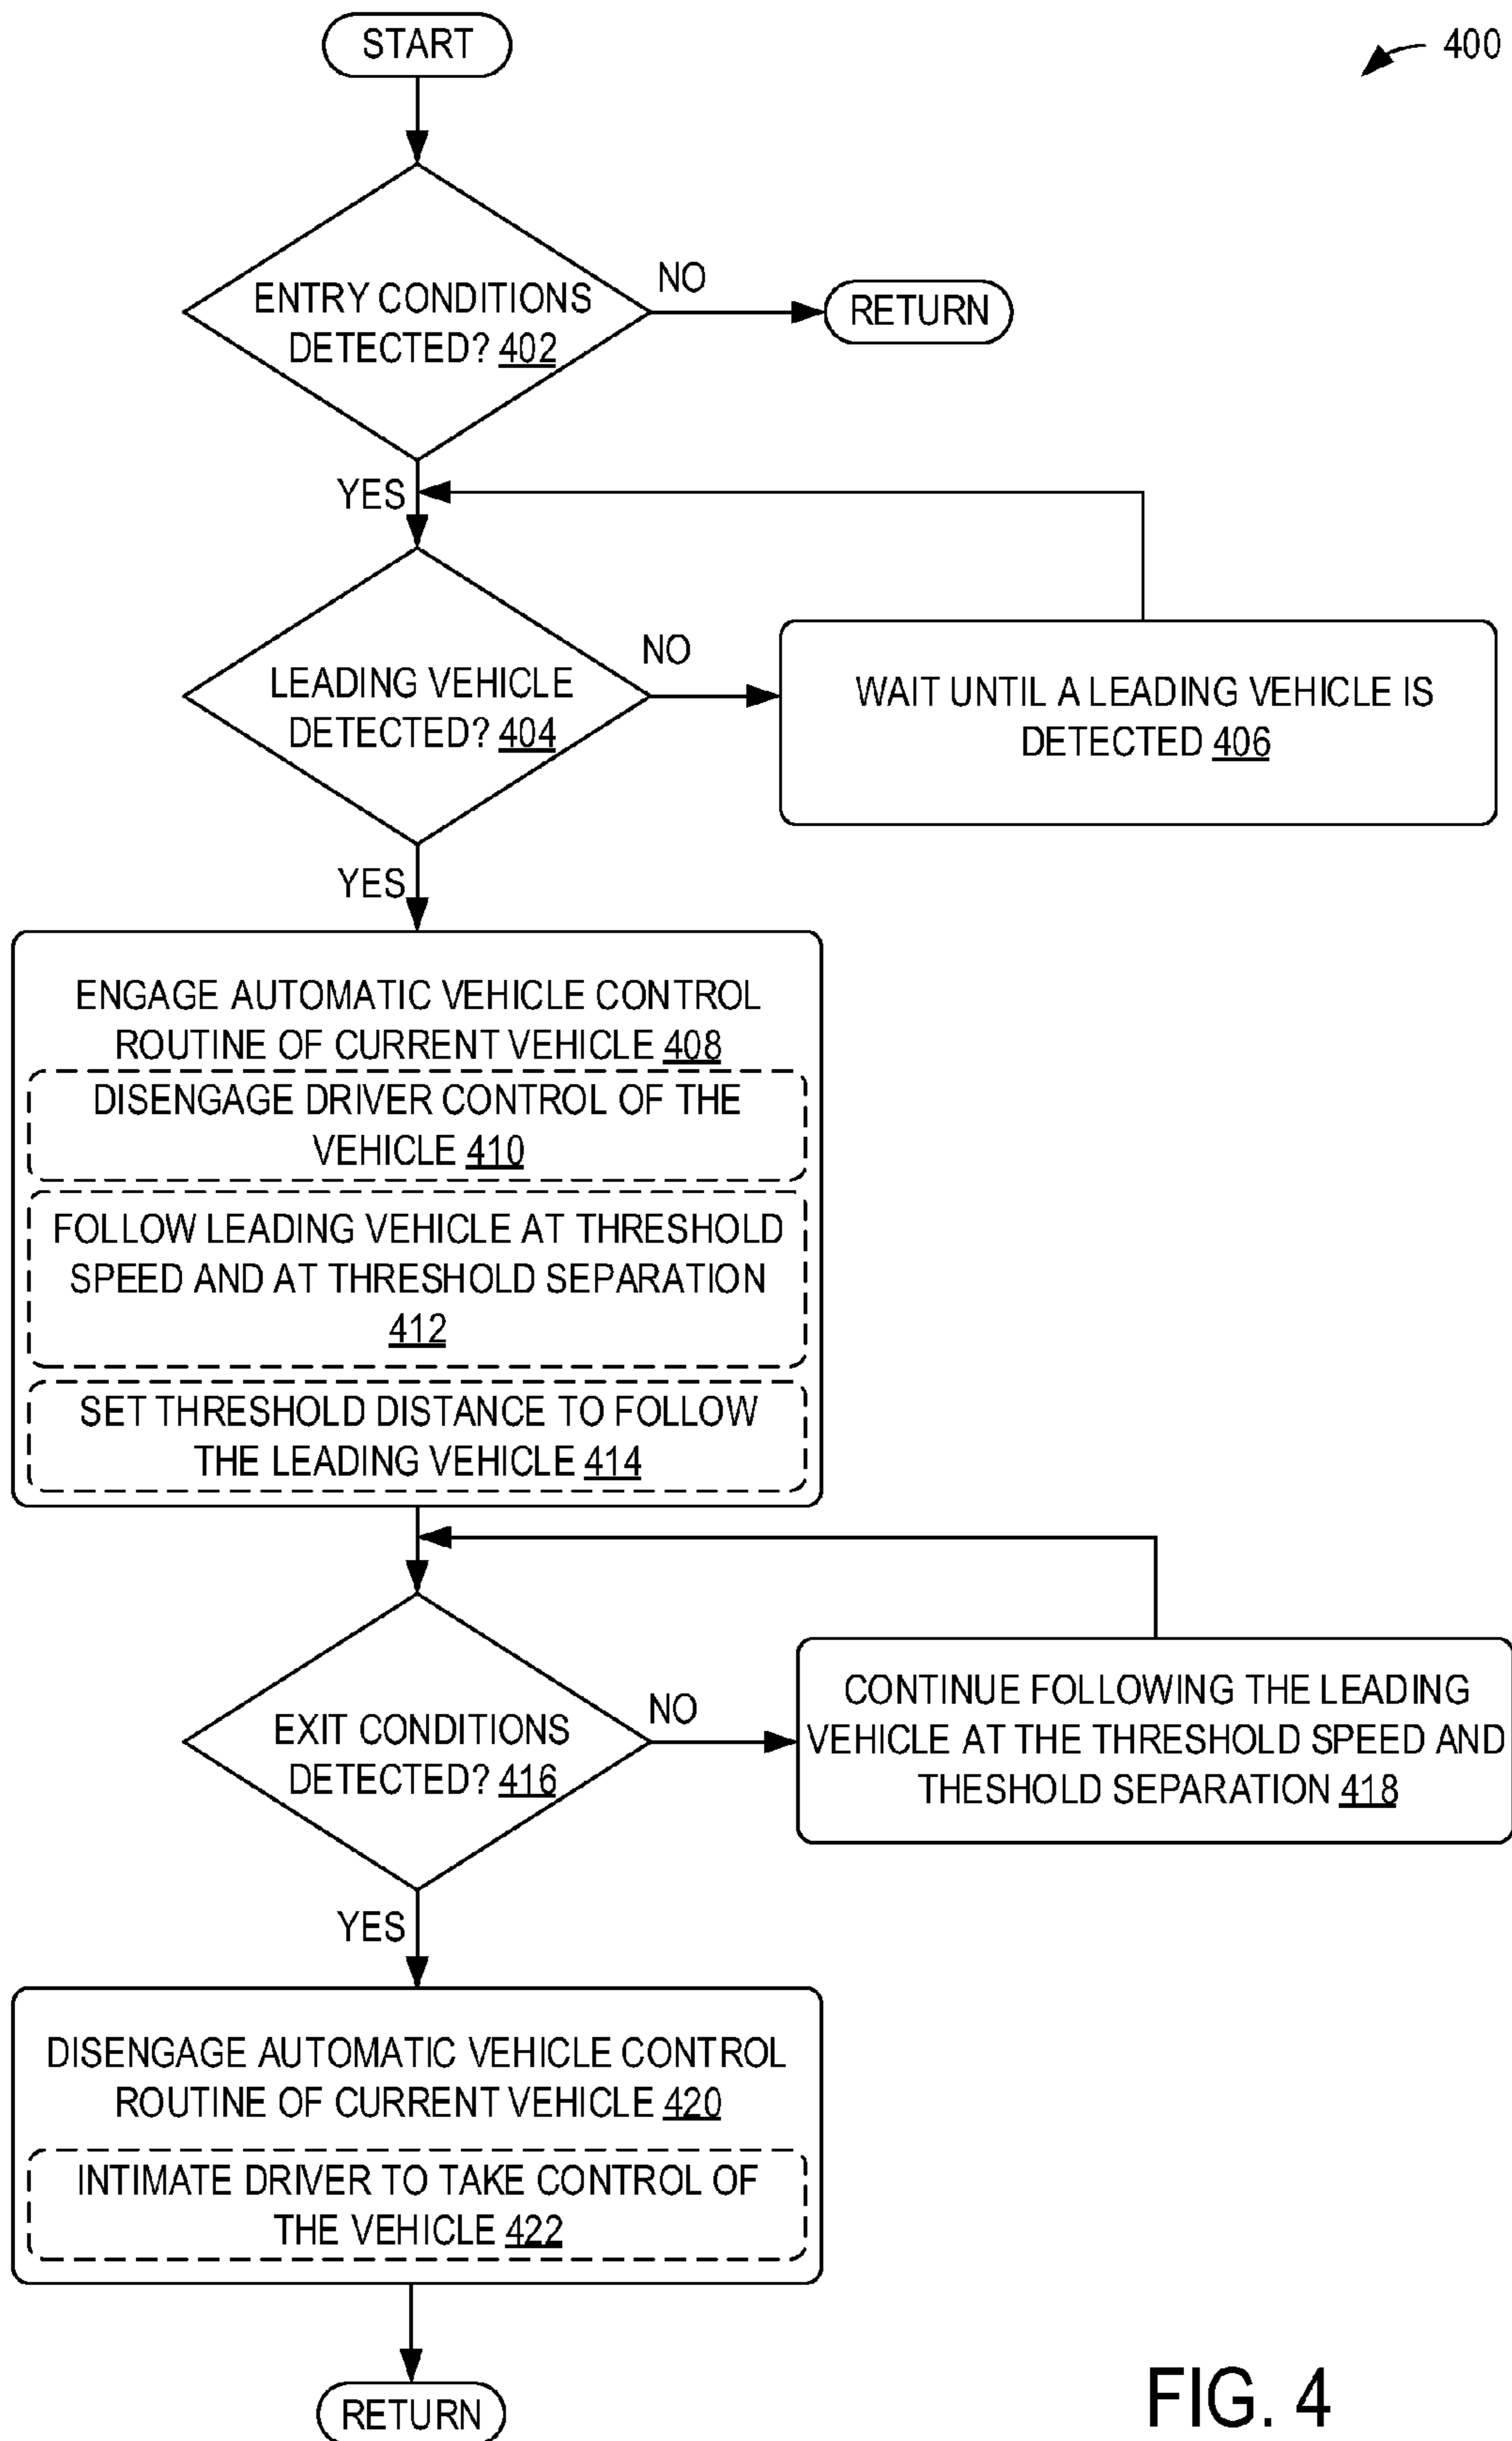 START
400
ENTRY CONDITIONS
DETECTED? 402
NO
RETURN
YES
LEADING VEHICLE
DETECTED? 404
NO
WAIT UNTIL A LEADING VEHICLE IS
DETECTED 406
YES
ENGAGE AUTOMATIC VEHICLE CONTROL
ROUTINE OF CURRENT VEHICLE 408
DISENGAGE DRIVER CONTROL OF THE
VEHICLE 410
FOLLOW LEADING VEHICLE AT THRESHOLD
SPEED AND AT THRESHOLD SEPARATION
412
SET THRESHOLD DISTANCE TO FOLLOW
THE LEADING VEHICLE 414
EXIT CONDITIONS
DETECTED? 416
NO
CONTINUE FOLLOWING THE LEADING
VEHICLE AT THE THRESHOLD SPEED AND
THESHOLD SEPARATION 418
YES
DISENGAGE AUTOMATIC VEHICLE CONTROL
ROUTINE OF CURRENT VEHICLE 420
INTIMATE DRIVER TO TAKE CONTROL OF
THE VEHICLE 422
RETURN
FIG. 4